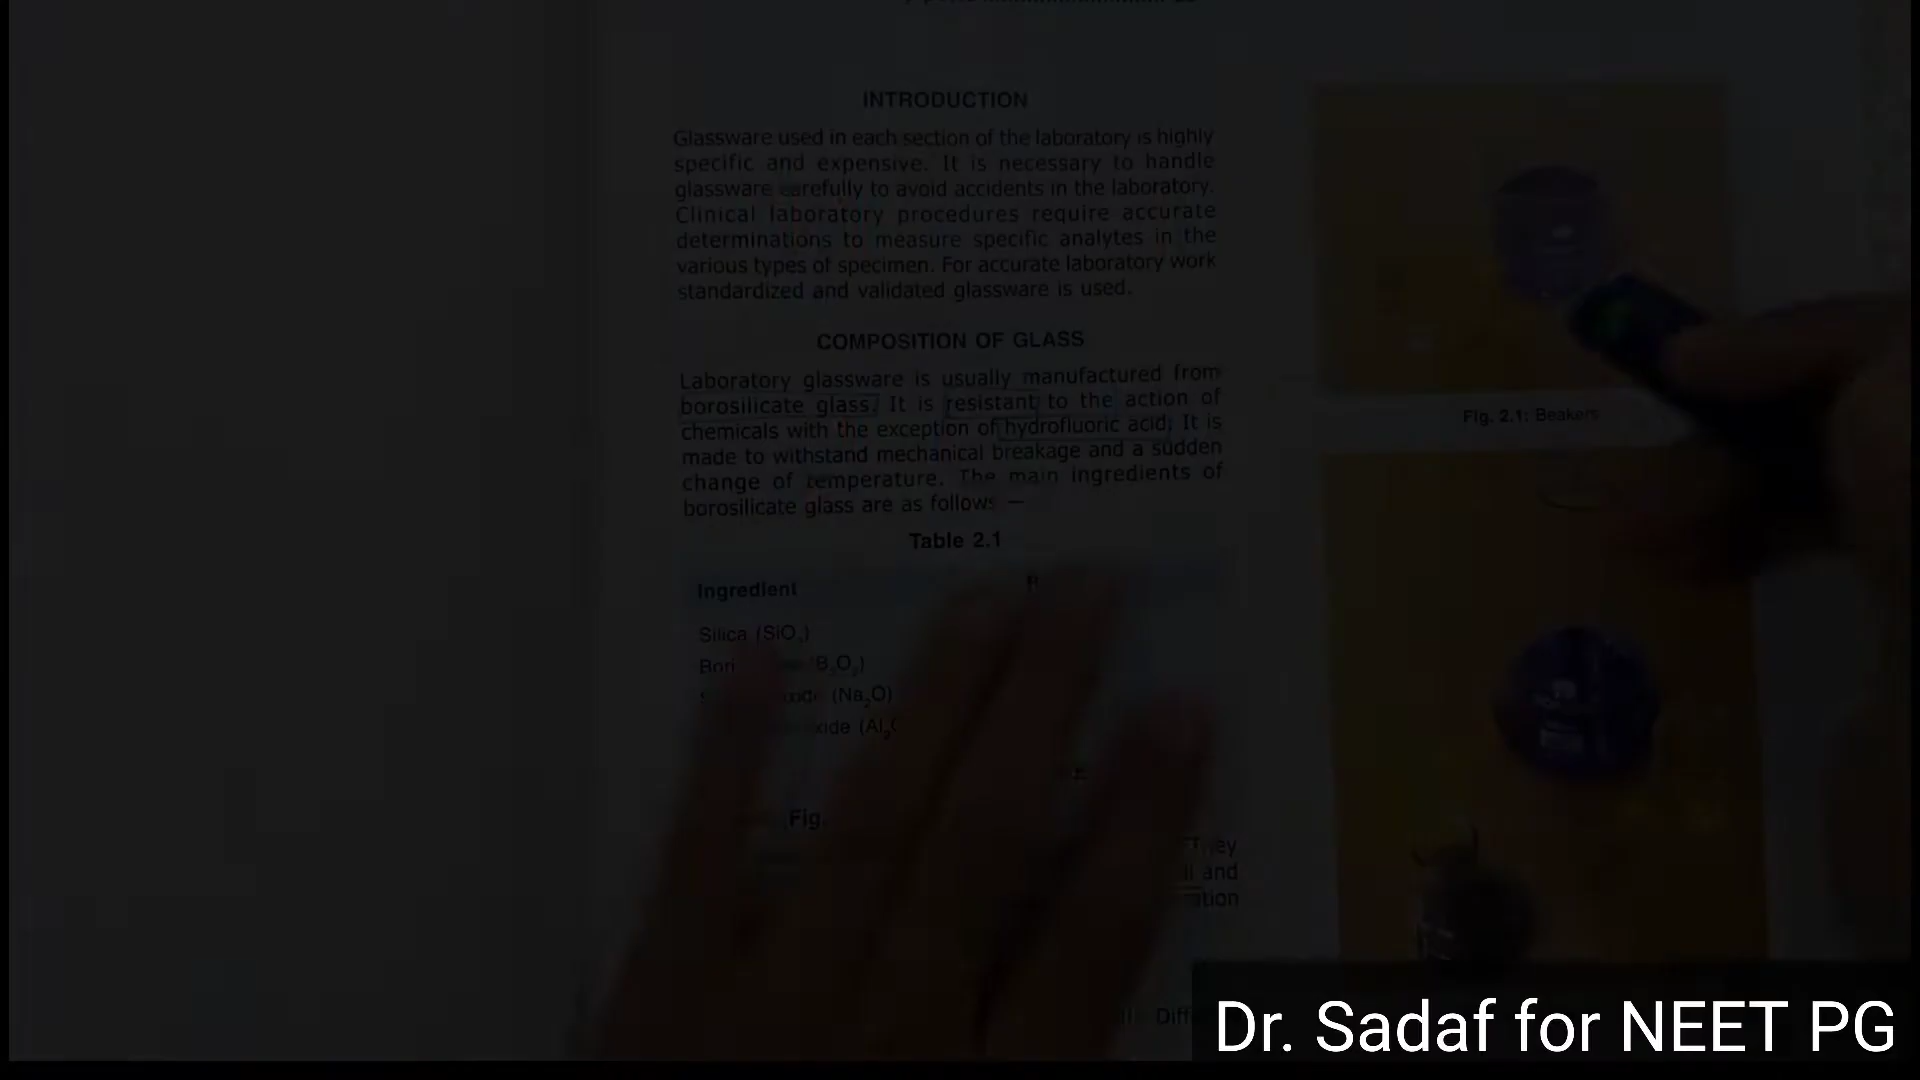 INTRODUCTION
Glassware used in each section of the laboratory is highly
specific and expensive. It is necessary to handle
glassware carefully to avoid accidents in the laboratory.
Clinical laboratory procedures require accurate
determinations to measure specific analytes in the
various types of specimen. For accurate laboratory work
standardized and validated glassware is used.
COMPOSITION OF GLASS
Laboratory glassware is usually manufactured from
borosilicate glass. It is resistant to the action of
chemicals with the exception of hydrofluoric acid. It is
made to withstand mechanical breakage and a sudden
change of temperature. The main ingredients of
borosilicate glass are as follows —
Table 2.1
Ingredient
Silica (SiO₂)
(B₂O₃)
(Na₂O)
Fig.
and
Fig. 2.1: Beakers
Dr. Sadaf for NEET PG